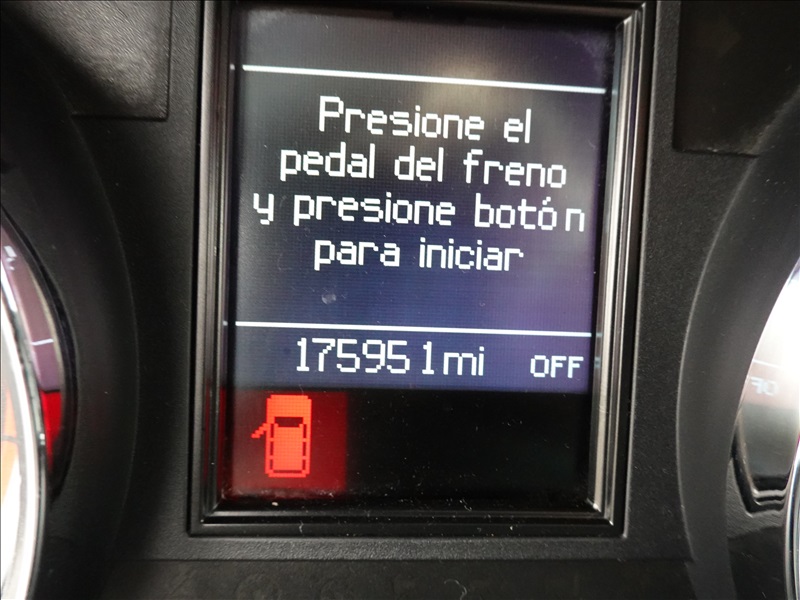 Presione el
pedal del freno
y presione botón
para iniciar
175951mi OFF